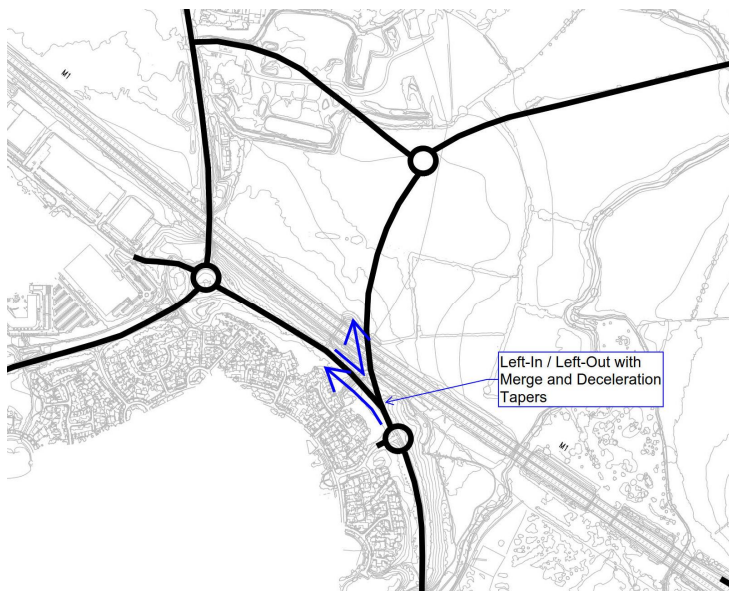 M1
Left-In / Left-Out with
Merge and Deceleration
Tapers
M1